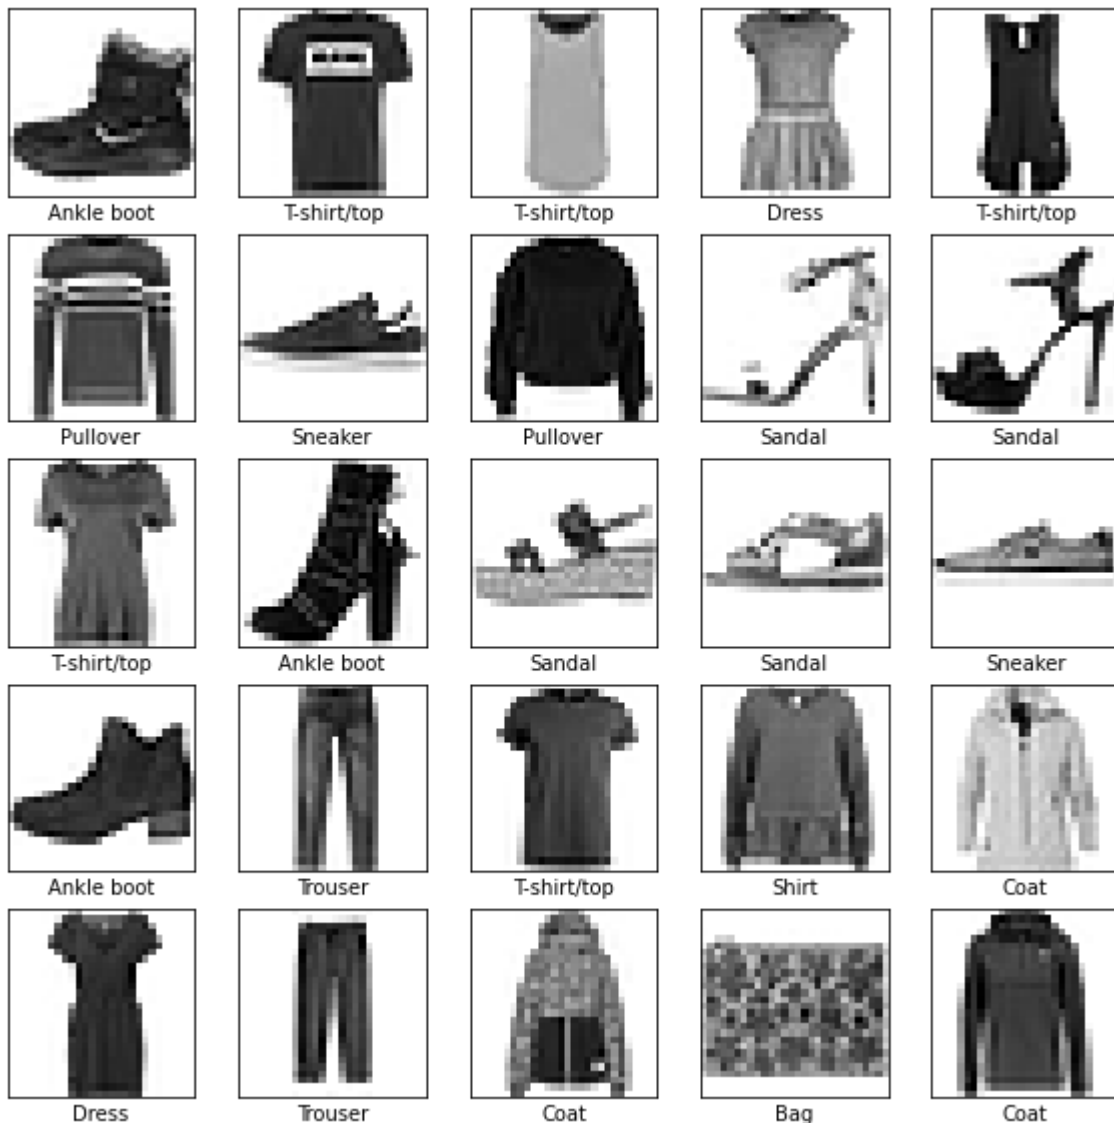 Ankle boot T-shirt/top T-shirt/top Dress T-shirt/top
Pullover Sneaker Pullover Sandal Sandal
T-shirt/top Ankle boot Sandal Sandal Sneaker
Ankle boot Trouser T-shirt/top Shirt Coat
Dress Trouser Coat Bag Coat